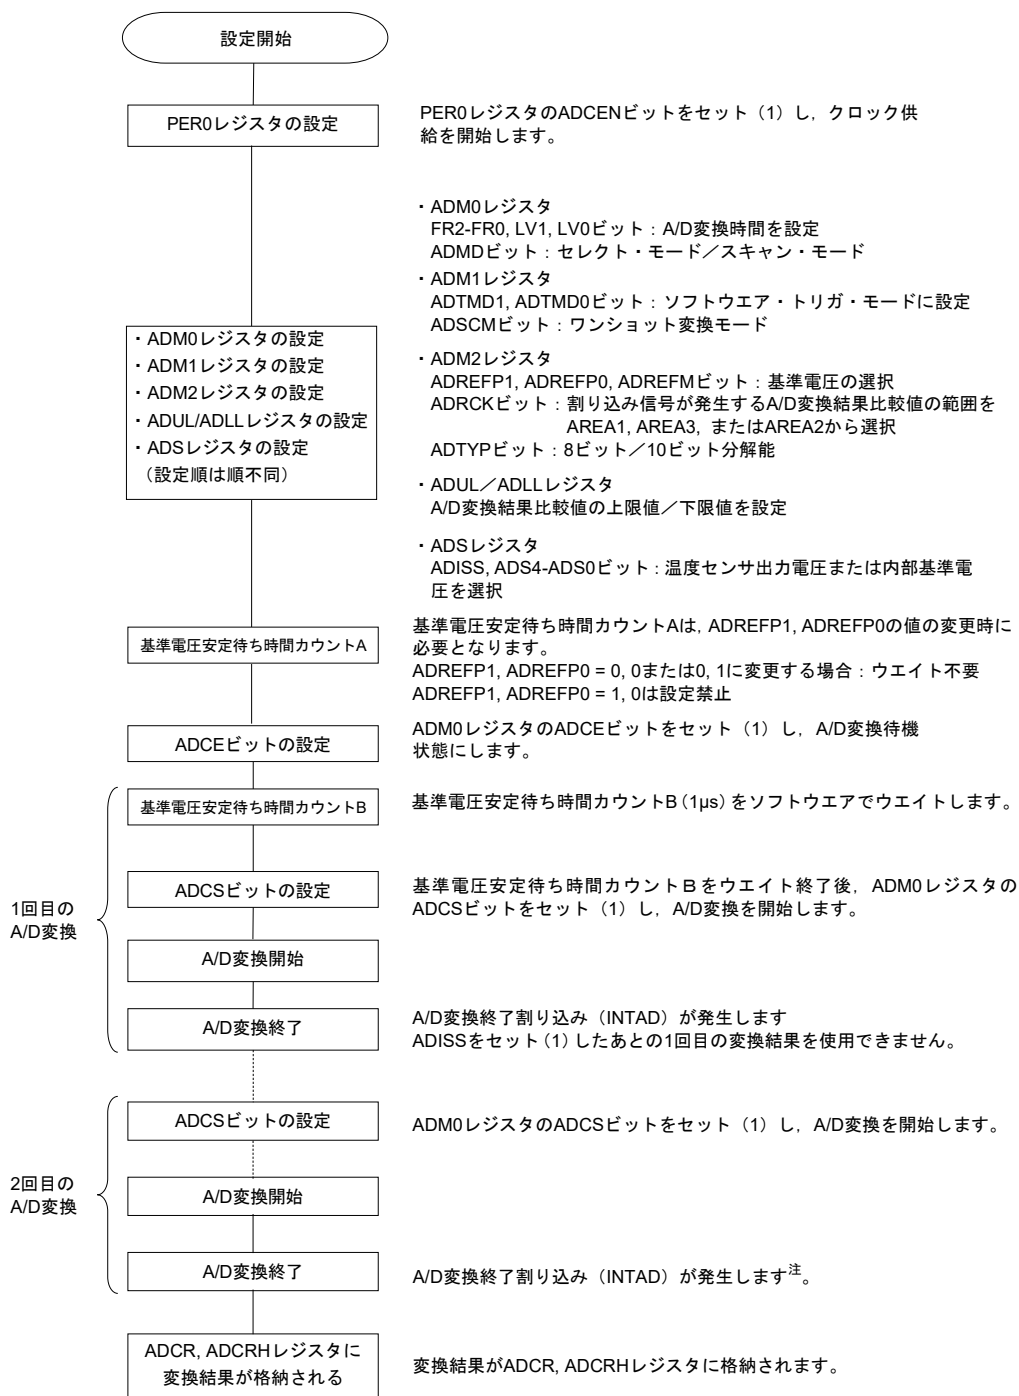 設定開始
PER0レジスタの設定
PER0レジスタのADCENビットをセット（1）し，クロック供
給を開始します。
・ADM0レジスタの設定
・ADM1レジスタの設定
・ADM2レジスタの設定
・ADUL/ADLLレジスタの設定
・ADSレジスタの設定
（設定順は順不同）
・ADM0レジスタ
FR2-FR0, LV1, LV0ビット：A/D変換時間を設定
ADMDビット：セレクト・モード／スキャン・モード
・ADM1レジスタ
ADTMD1, ADTMD0ビット：ソフトウエア・トリガ・モードに設定
ADSCMビット：ワンショット変換モード
・ADM2レジスタ
ADREFP1, ADREFP0, ADREFMビット：基準電圧の選択
ADRCKビット：割り込み信号が発生するA/D変換結果比較値の範囲を
AREA1, AREA3, またはAREA2から選択
ADTYPビット：8ビット／10ビット分解能
・ADUL／ADLLレジスタ
A/D変換結果比較値の上限値／下限値を設定
・ADSレジスタ
ADISS, ADS4-ADS0ビット：温度センサ出力電圧または内部基準電
圧を選択
基準電圧安定待ち時間カウントA
基準電圧安定待ち時間カウントAは, ADREFP1, ADREFP0の値の変更時に
必要となります。
ADREFP1, ADREFP0 = 0, 0または0, 1に変更する場合：ウエイト不要
ADREFP1, ADREFP0 = 1, 0は設定禁止
ADCEビットの設定
ADM0レジスタのADCEビットをセット（1）し，A/D変換待機
状態にします。
1回目の
A/D変換
基準電圧安定待ち時間カウントB
基準電圧安定待ち時間カウントB（1μs）をソフトウエアでウエイトします。
ADCSビットの設定
基準電圧安定待ち時間カウントＢをウエイト終了後，ADM0レジスタの
ADCSビットをセット（1）し，A/D変換を開始します。
A/D変換開始
A/D変換終了
A/D変換終了割り込み（INTAD）が発生します
ADISSをセット（1）したあとの1回目の変換結果を使用できません。
2回目の
A/D変換
ADCSビットの設定
ADM0レジスタのADCSビットをセット（1）し，A/D変換を開始します。
A/D変換開始
A/D変換終了
A/D変換終了割り込み（INTAD）が発生します注。
ADCR, ADCRHレジスタに
変換結果が格納される
変換結果がADCR, ADCRHレジスタに格納されます。